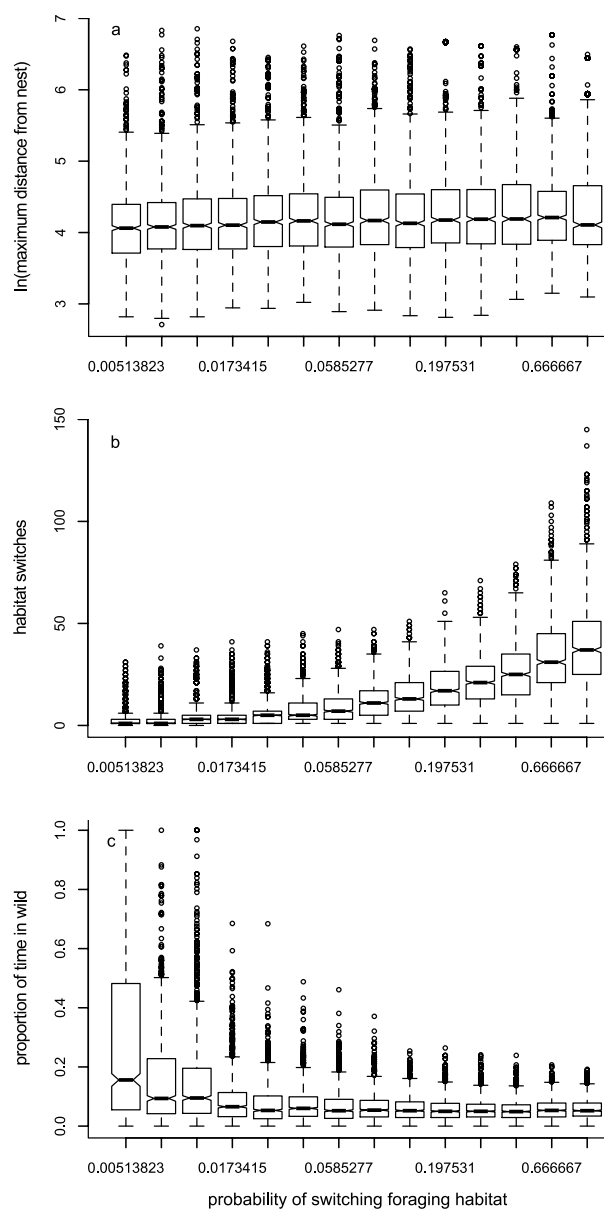 a
ln(maximum distance from nest)
7
6
5
4
3
0.00513823 0.0173415 0.0585277 0.197531 0.666667
b
habitat switches
150
100
50
0
0.00513823 0.0173415 0.0585277 0.197531 0.666667
c
proportion of time in wild
1.0
0.8
0.6
0.4
0.2
0.0
0.00513823 0.0173415 0.0585277 0.197531 0.666667
probability of switching foraging habitat